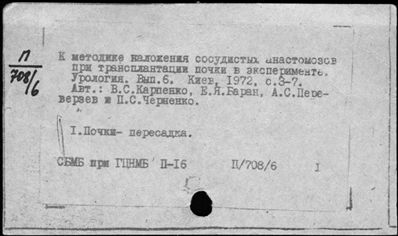 П
708/6
К методике наложения сосудистых анастомозов
при трансплантации почки в эксперименте.
Урология. Вып.6. Киев, 1972, с.3-7.
Авт.: В.С.Карпенко, Е.Я.Баран, А.С.Пере-
верзев и П.С.Черненко.
I.Почки- пересадка.
СБМБ при ГЦНМБ П-16 П/708/6 I